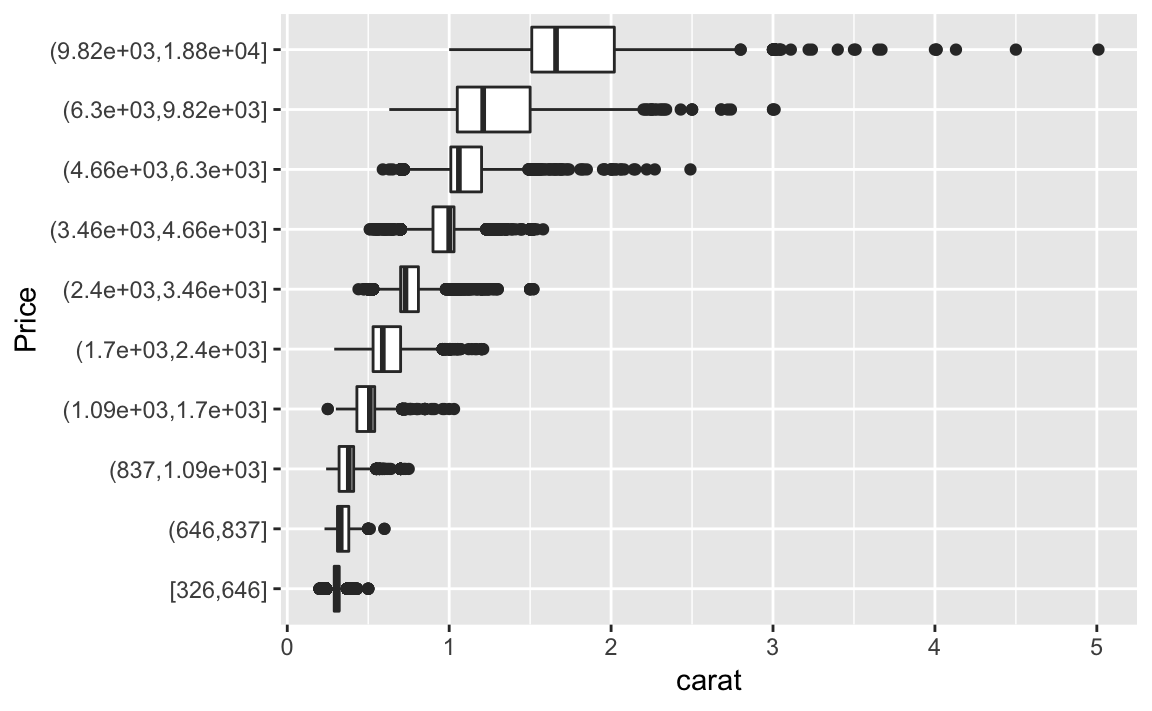 Price
(9.82e+03,1.88e+04]
(6.3e+03,9.82e+03]
(4.66e+03,6.3e+03]
(3.46e+03,4.66e+03]
(2.4e+03,3.46e+03]
(1.7e+03,2.4e+03]
(1.09e+03,1.7e+03]
(837,1.09e+03]
(646,837]
[326,646]
0 1 2 3 4 5
carat